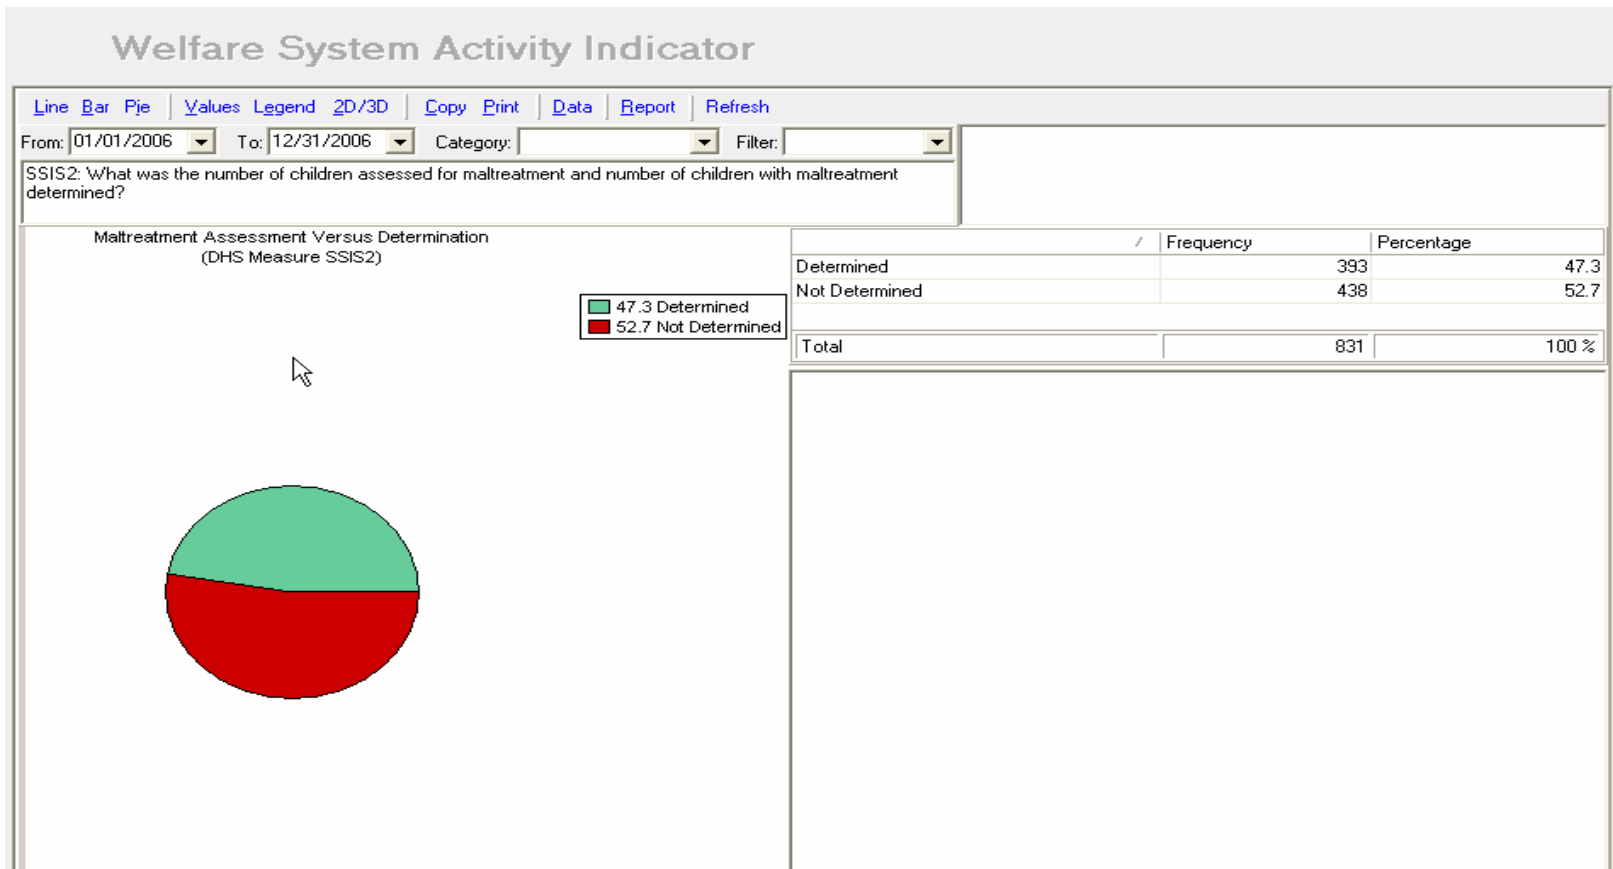 Welfare System Activity Indicator
Line Bar Pie Values Legend 2D/3D Copy Print Data Report Refresh
From: 01/01/2006 To: 12/31/2006 Category: Filter:
SSIS2: What was the number of children assessed for maltreatment and number of children with maltreatment
determined?
Maltreatment Assessment Versus Determination
(DHS Measure SSIS2)
47.3 Determined
52.7 Not Determined
Frequency Percentage
Determined 393 47.3
Not Determined 438 52.7
Total 831 100 %